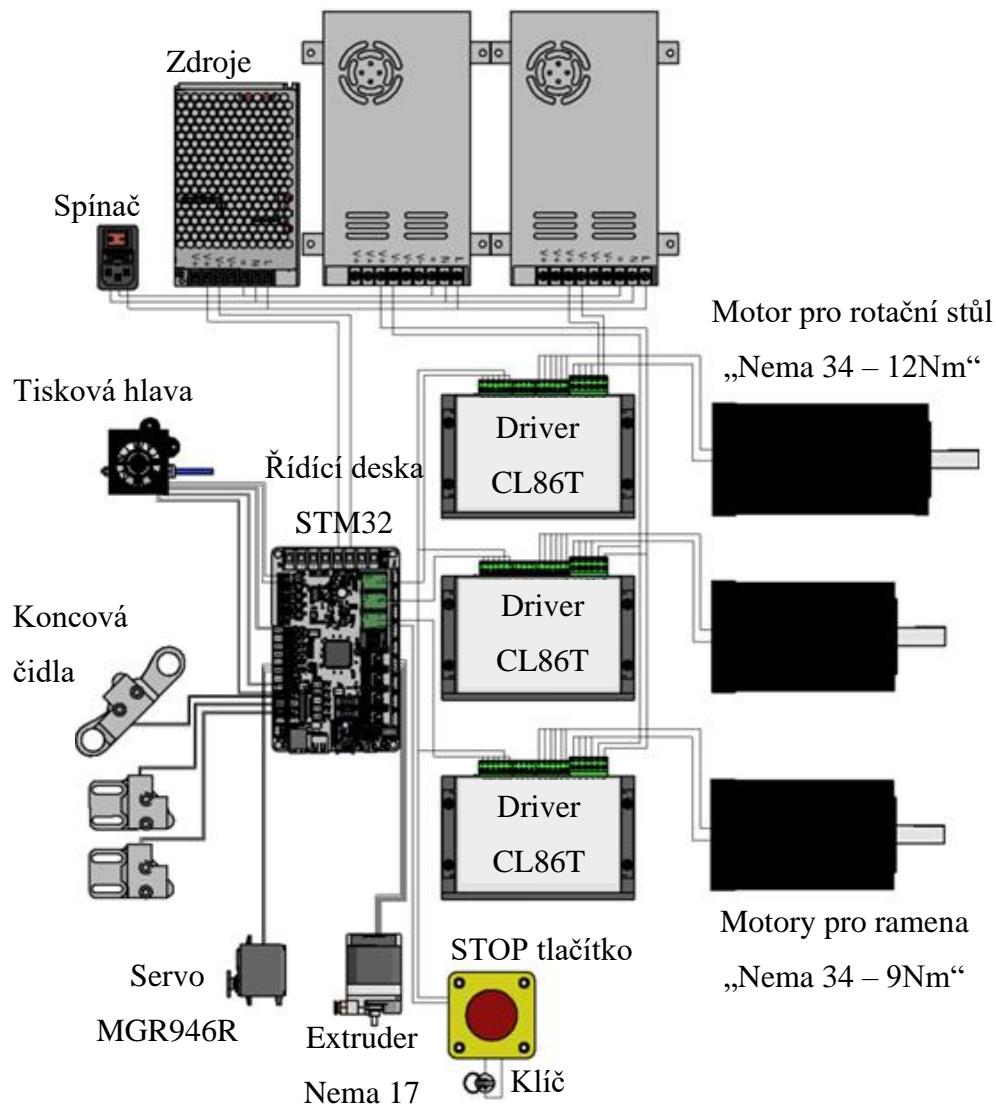 Zdroje
Spínač
V+
V+
V-
V-
N
L
V+
V+
V-
V-
N
L
V+
V+
V-
V-
N
L
Motor pro rotační stůl
„Nema 34 – 12Nm“
Tisková hlava
Driver
CL86T
Řídící deska
STM32
Koncová
čidla
Driver
CL86T
Driver
CL86T
Motory pro ramena
„Nema 34 – 9Nm“
STOP tlačítko
Servo
MGR946R
Extruder
Nema 17
Klíč